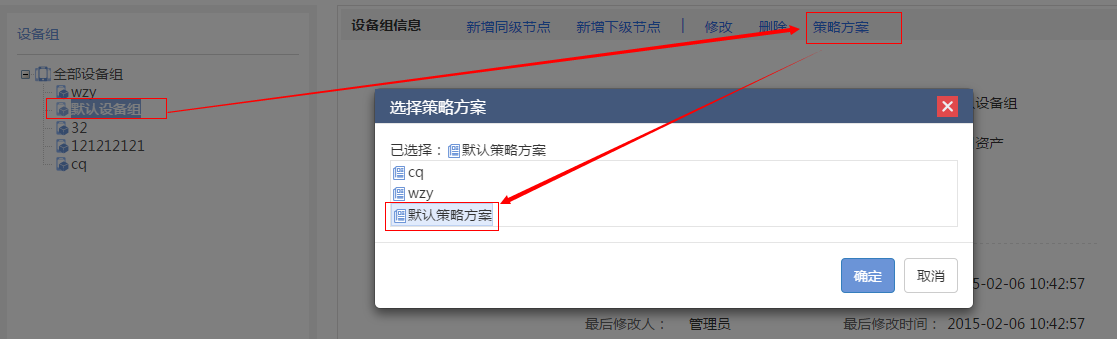 设备组
全部设备组
wzy
默认设备组
32
121212121
cq
设备组信息 新增同级节点 新增下级节点 | 修改 删除 策略方案
选择策略方案
已选择：默认策略方案
cq
wzy
默认策略方案
确定 取消
设备组
资产
5-02-06 10:42:57
最后修改人： 管理员 最后修改时间： 2015-02-06 10:42:57